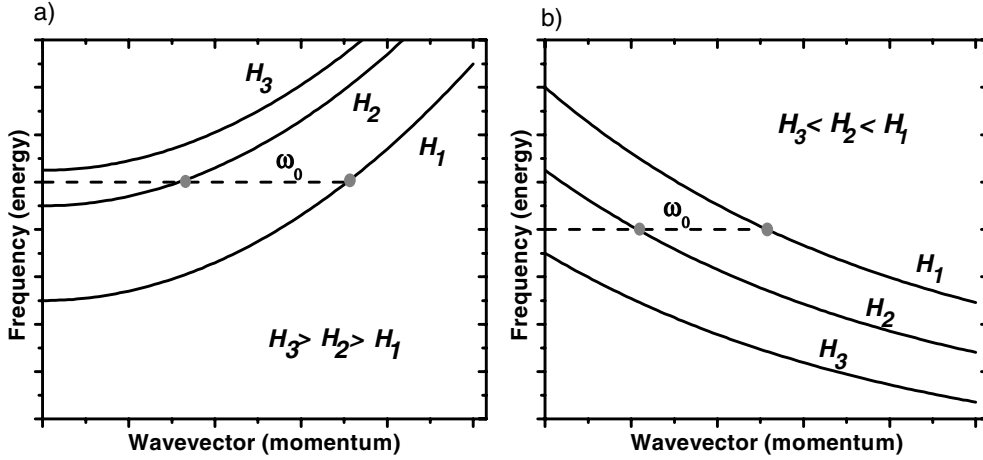 a)
H₃
H₂
H₁
ω₀
H₃> H₂> H₁
Frequency (energy)
Wavevector (momentum)
b)
H₃< H₂< H₁
ω₀
H₁
H₂
H₃
Frequency (energy)
Wavevector (momentum)